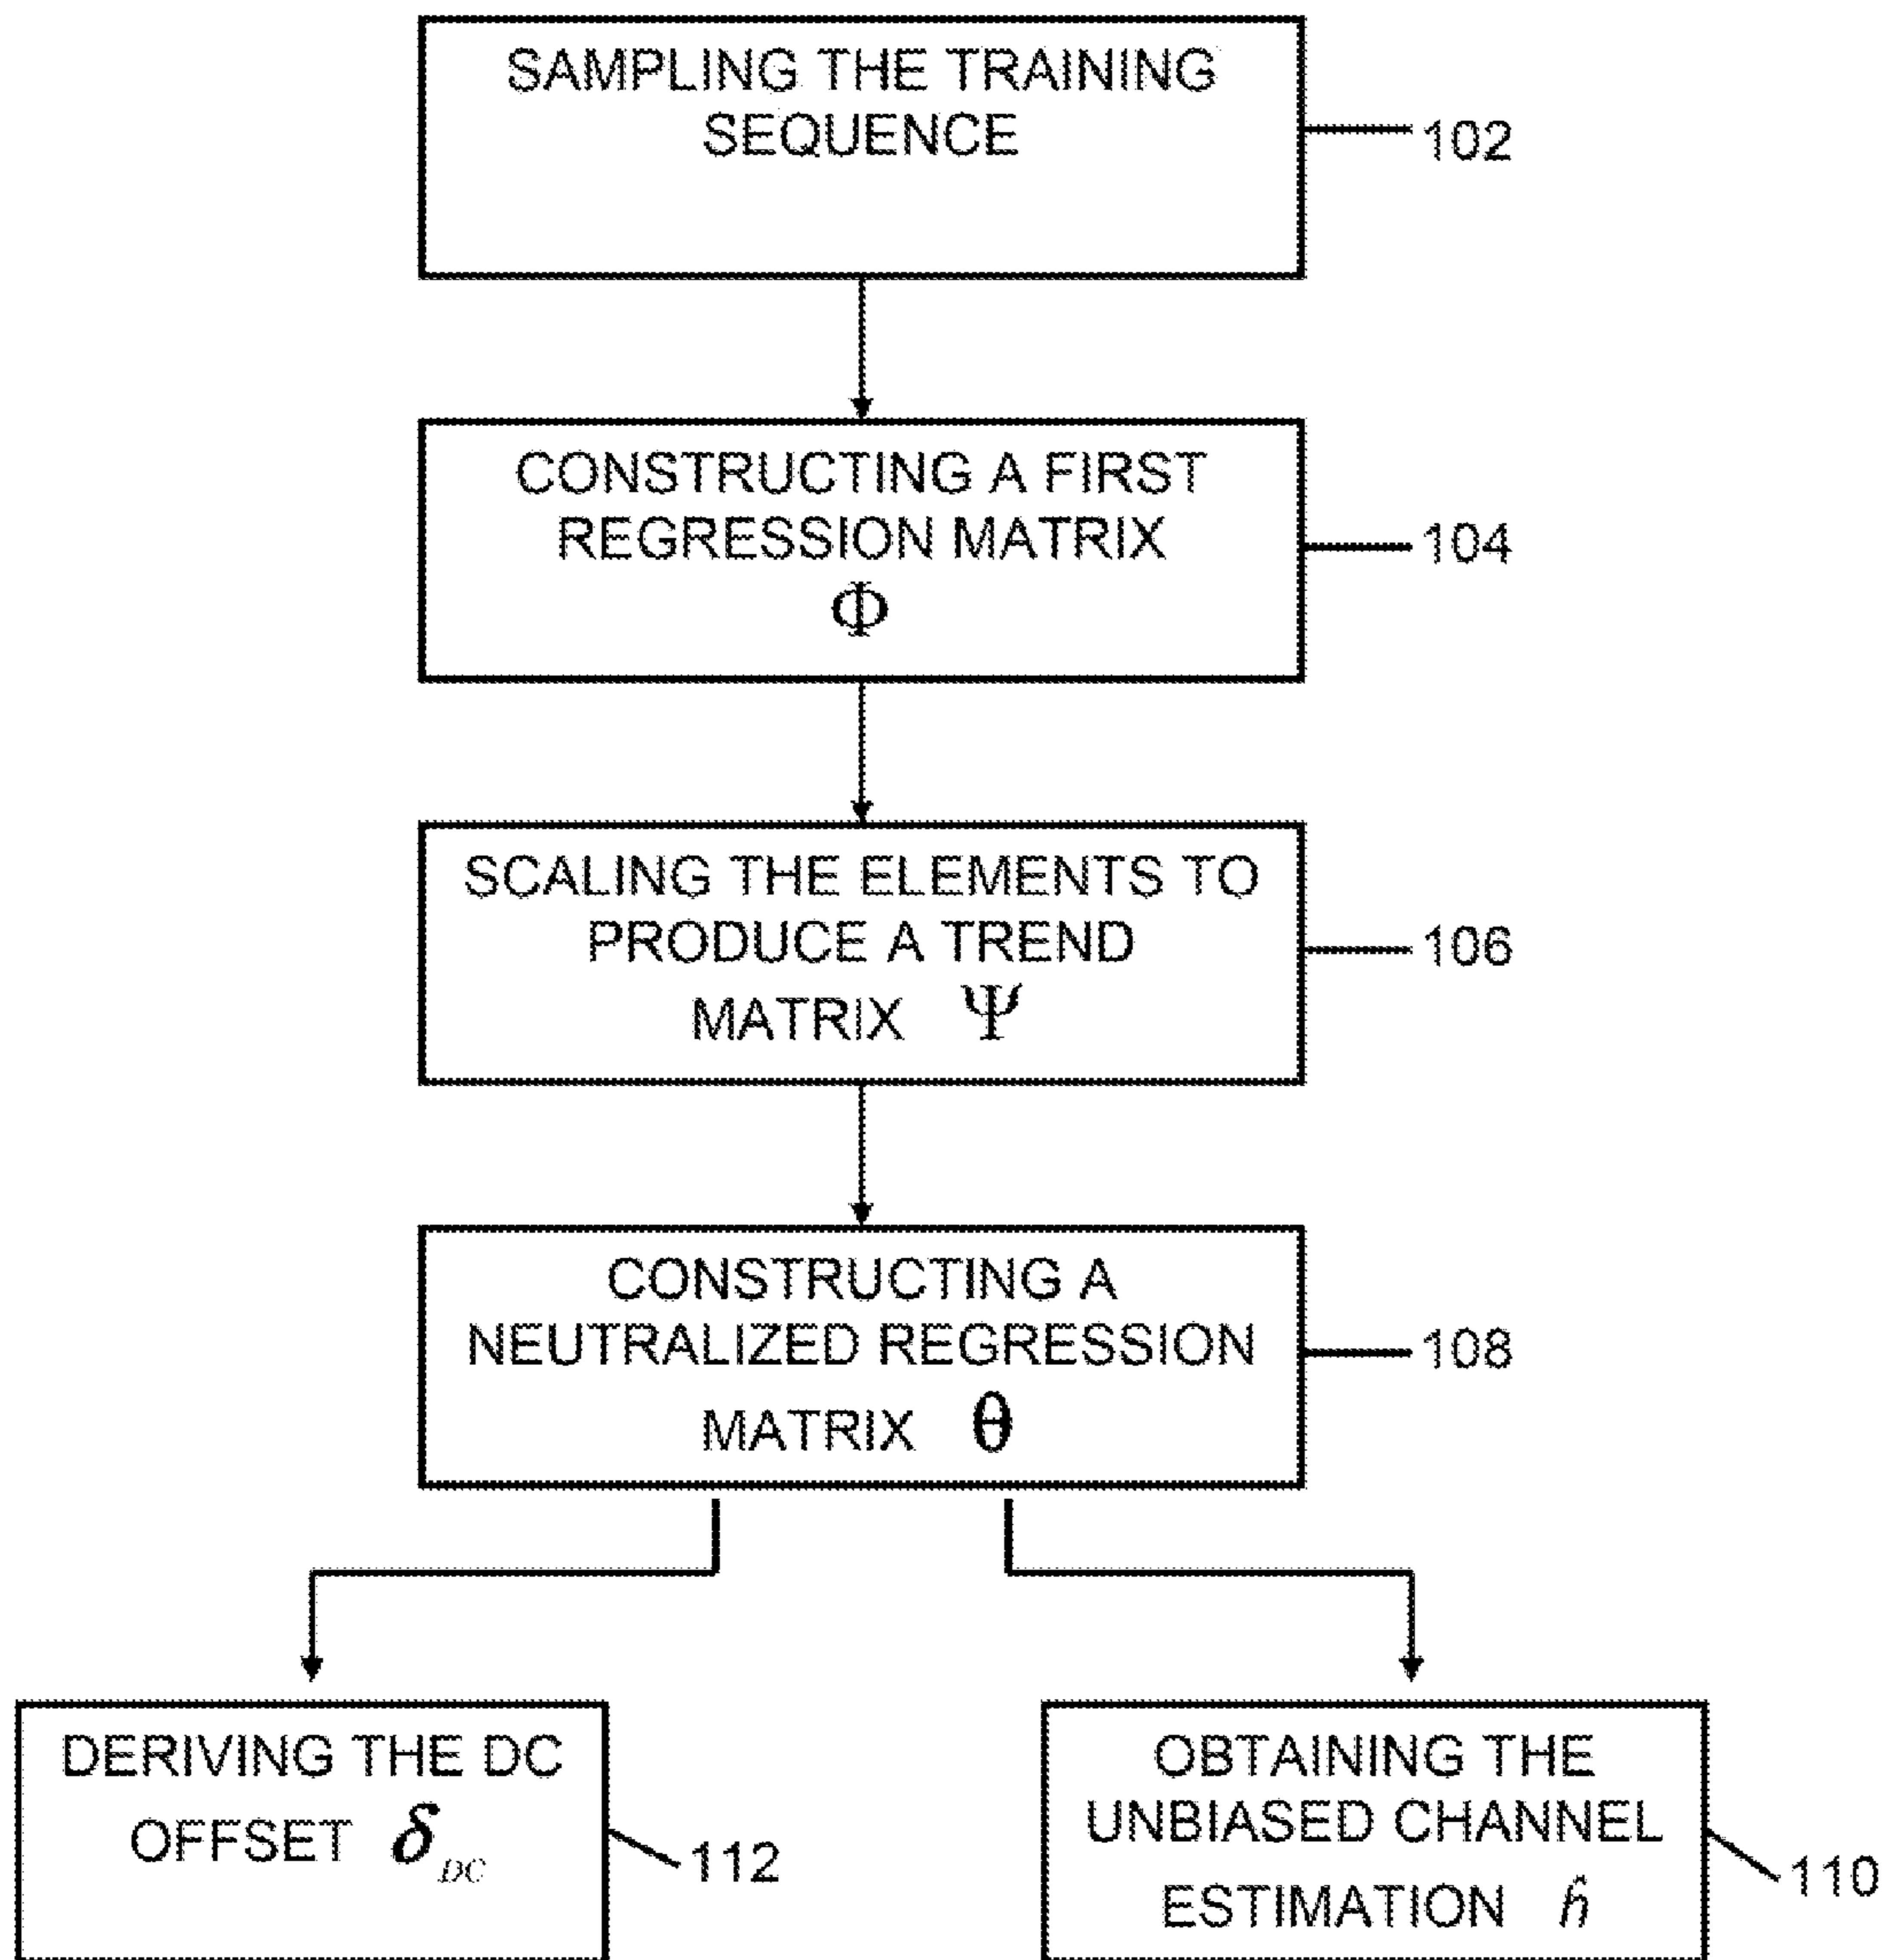 SAMPLING THE TRAINING
SEQUENCE
102
CONSTRUCTING A FIRST
REGRESSION MATRIX
Φ
104
SCALING THE ELEMENTS TO
PRODUCE A TREND
MATRIX Ψ
106
CONSTRUCTING A
NEUTRALIZED REGRESSION
MATRIX θ
108
DERIVING THE DC
OFFSET δ_DC
112
OBTAINING THE
UNBIASED CHANNEL
ESTIMATION ĥ
110